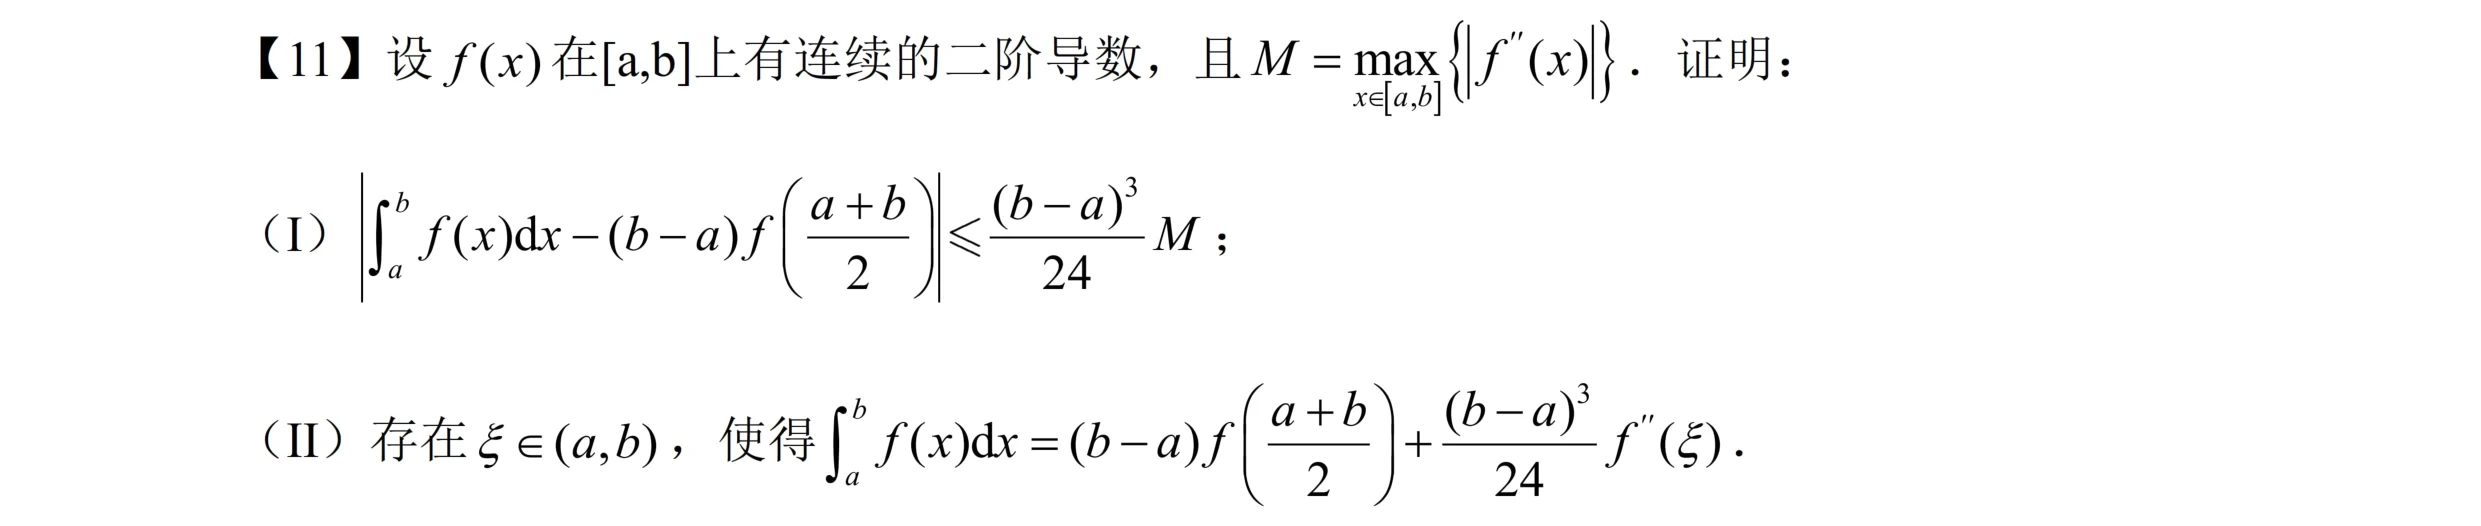 【11】设 f(x) 在[a,b]上有连续的二阶导数，且 M = max_{x∈[a,b]} {|f″(x)|}． 证明：
（I） |∫_a^b f(x)dx − (b − a) f((a + b)/2)| ⩽ (b − a)³/24 M ；
（II）存在 ξ ∈ (a,b) ，使得 ∫_a^b f(x)dx = (b − a) f((a + b)/2) + (b − a)³/24 f″(ξ) .